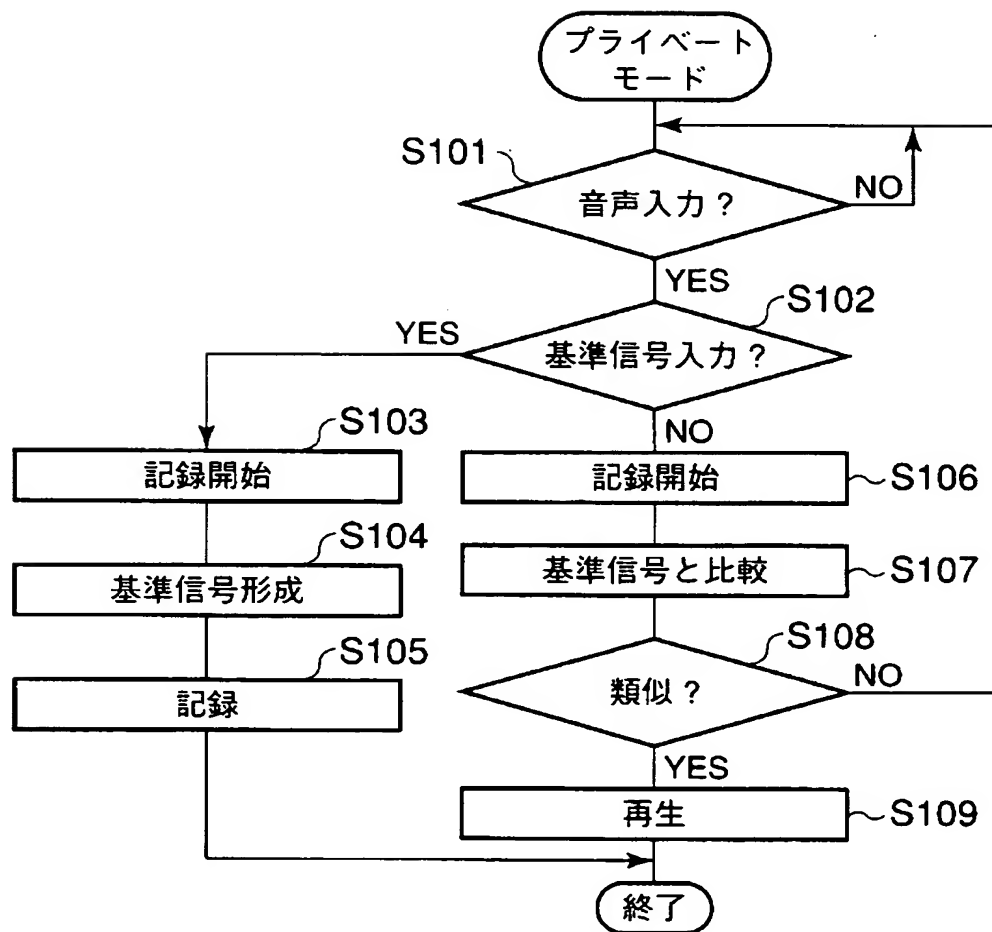 プライベート
モード
S101
音声入力?
NO
YES
S102
YES
基準信号入力?
NO
S103
記録開始
記録開始
S106
S104
基準信号形成
基準信号と比較
S107
S105
記録
S108
類似?
NO
YES
再生
S109
終了